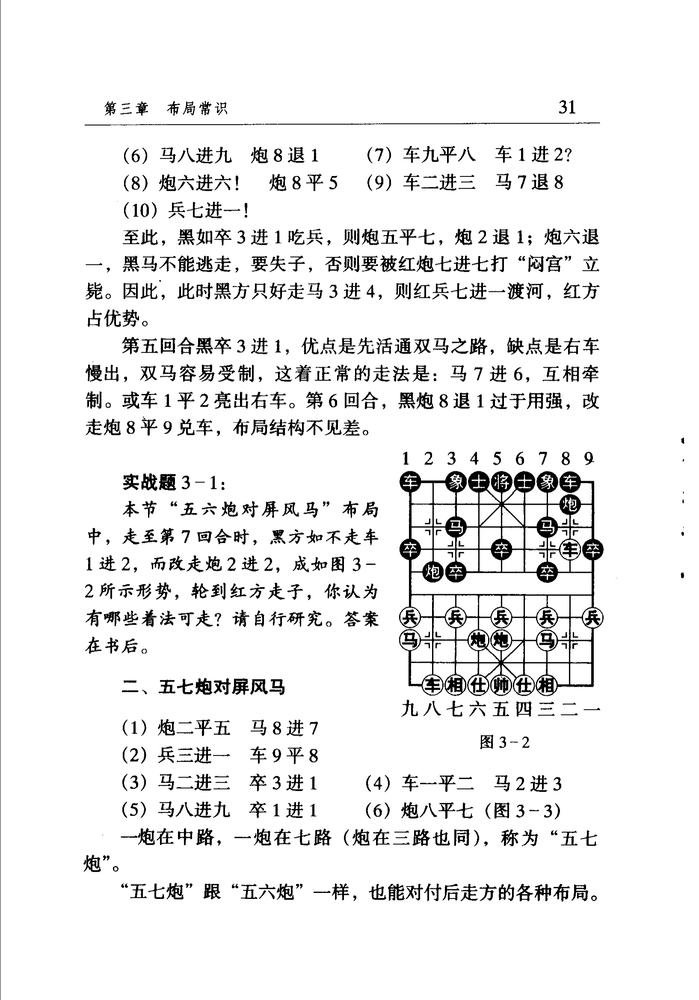 第三章 布局常识 31
(6) 马八进九 炮8退1 (7) 车九平八 车1进2?
(8) 炮六进六! 炮8平5 (9) 车二进三 马7退8
(10) 兵七进一!
至此，黑如卒3进1吃兵，则炮五平七，炮2退1；炮六退
一，黑马不能逃走，要失子，否则要被红炮七进七打“闷宫”立
毙。因此，此时黑方只好走马3进4，则红兵七进一渡河，红方
占优势。
第五回合黑卒3进1，优点是先活通双马之路，缺点是右车
慢出，双马容易受制，这着正常的走法是：马7进6，互相牵
制。或车1平2亮出右车。第6回合，黑炮8退1过于用强，改
走炮8平9兑车，布局结构不见差。
实战题3-1：
本节“五六炮对屏风马”布局
中，走至第7回合时，黑方如不走车
1进2，而改走炮2进2，成如图3-
2所示形势，轮到红方走子，你认为
有哪些着法可走？请自行研究。答案
在书后。
1 2 3 4 5 6 7 8 9
车 象 士 将 士 象 车
炮
马 马
卒 卒 车 卒
炮 卒 卒
兵 兵 兵 兵 兵
马 炮 炮 马
车 相 仕 帅 仕 相
九 八 七 六 五 四 三 二 一
图3-2
二、五七炮对屏风马
(1) 炮二平五 马8进7
(2) 兵三进一 车9平8
(3) 马二进三 卒3进1 (4) 车一平二 马2进3
(5) 马八进九 卒1进1 (6) 炮八平七 (图3-3)
一炮在中路，一炮在七路（炮在三路也同），称为“五七
炮”。
“五七炮”跟“五六炮”一样，也能对付后走方的各种布局。